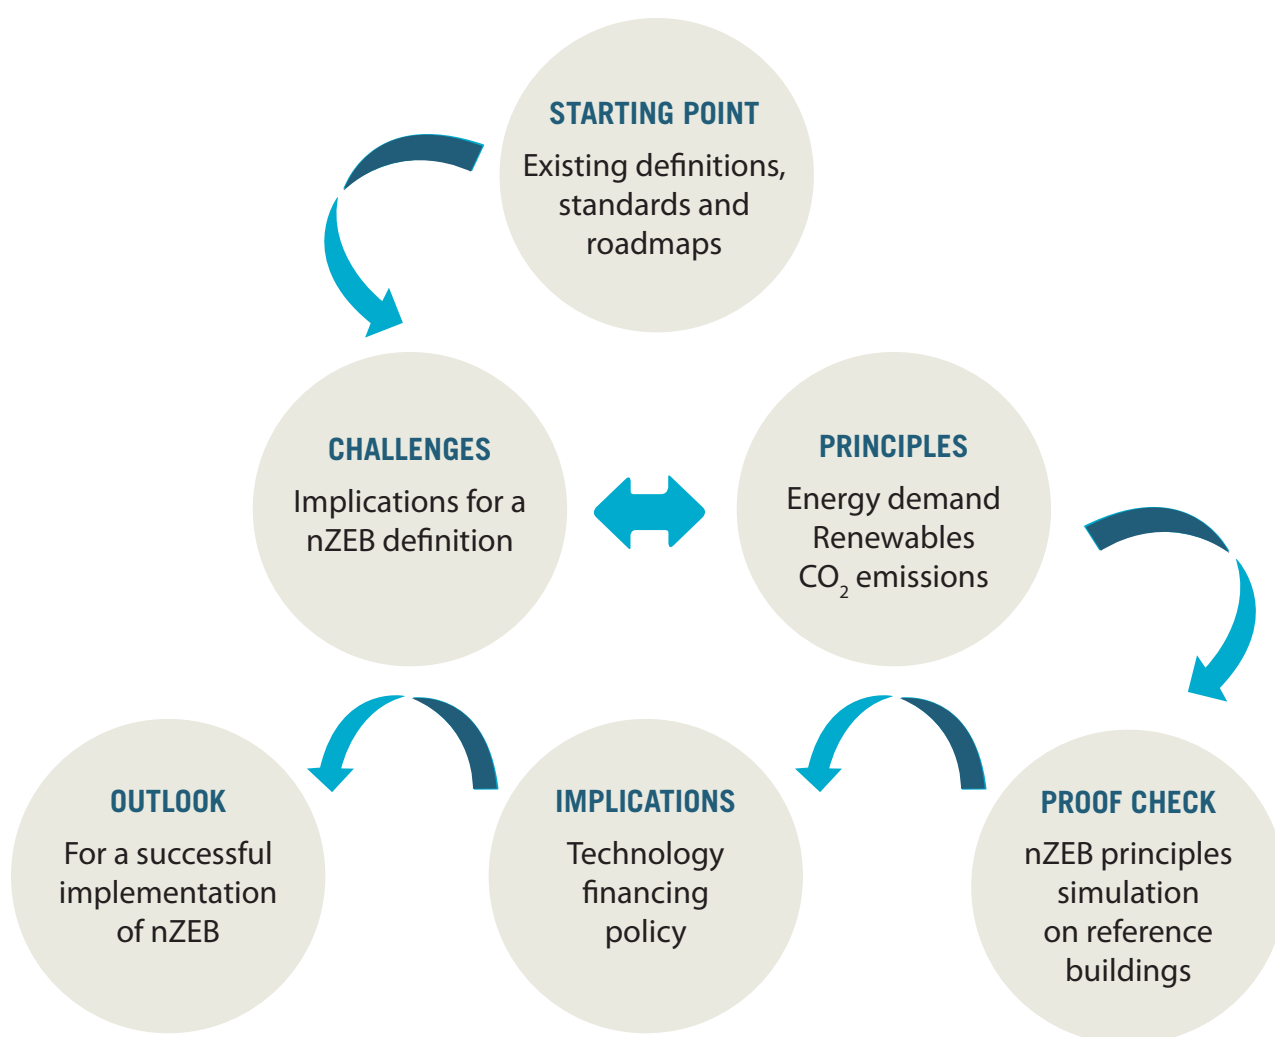 STARTING POINT
Existing definitions,
standards and
roadmaps
CHALLENGES
Implications for a
nZEB definition
PRINCIPLES
Energy demand
Renewables
CO₂ emissions
OUTLOOK
For a successful
implementation
of nZEB
IMPLICATIONS
Technology
financing
policy
PROOF CHECK
nZEB principles
simulation
on reference
buildings